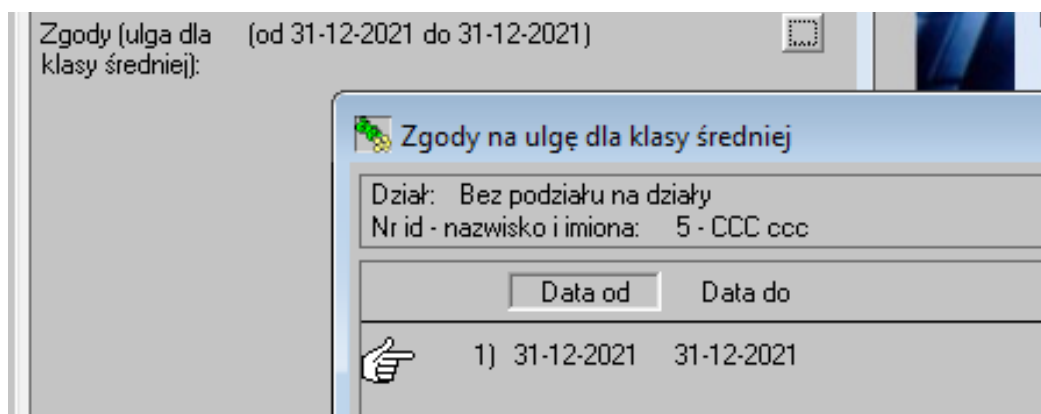 Zgody (ulga dla (od 31-12-2021 do 31-12-2021)
klasy średniej):
Zgody na ulgę dla klasy średniej
Dział: Bez podziału na działy
Nr id - nazwisko i imiona: 5 - CCC ccc
Data od Data do
1) 31-12-2021 31-12-2021